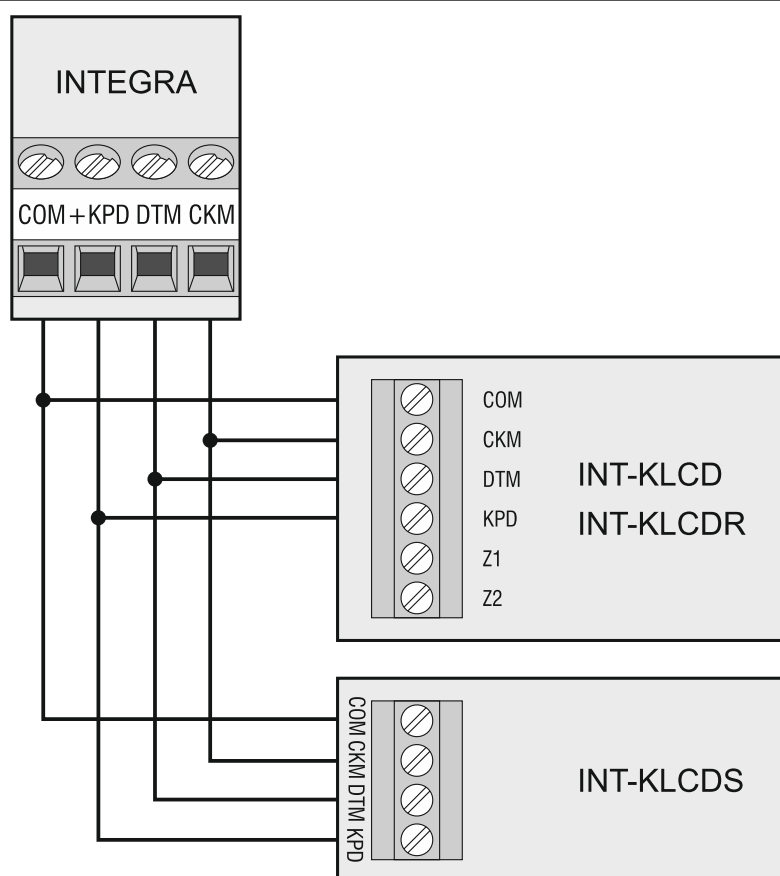 INTEGRA
COM +KPD DTM CKM
COM
CKM
DTM
KPD
Z1
Z2
INT-KLCD
INT-KLCDR
COM CKM DTM KPD
INT-KLCDS